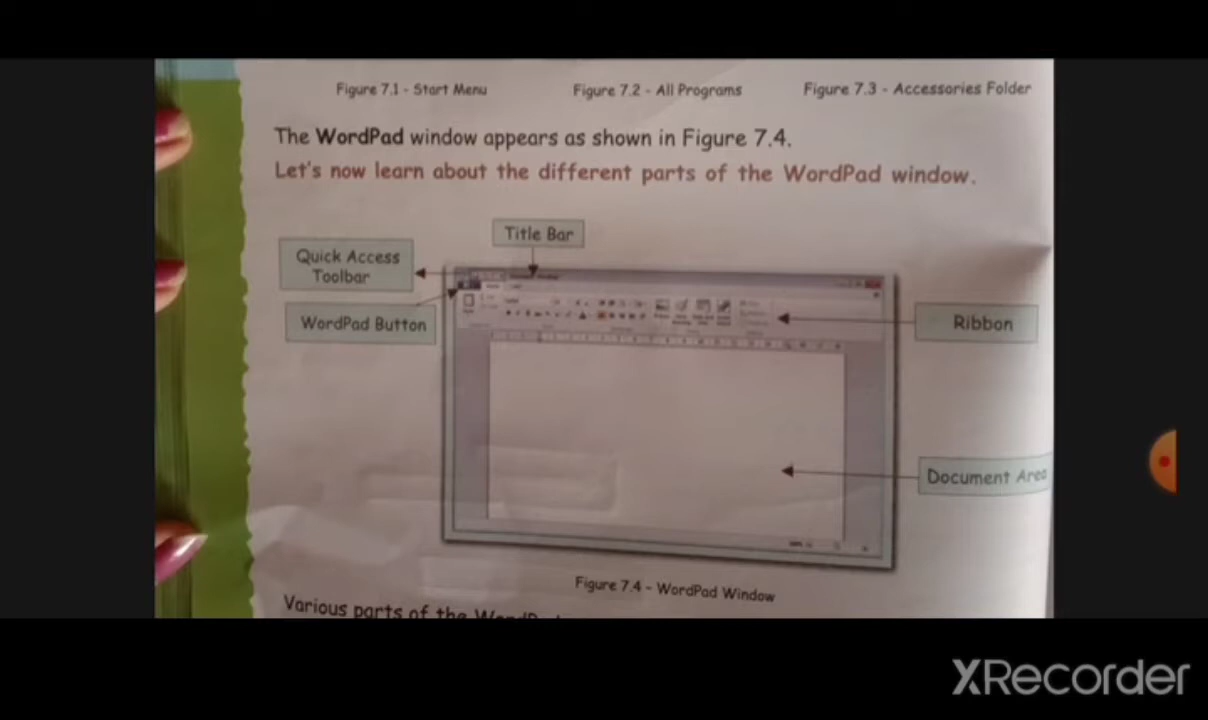 Figure 7.1 - Start Menu
Figure 7.2 - All Programs
Figure 7.3 - Accessories Folder
The WordPad window appears as shown in Figure 7.4.
Let's now learn about the different parts of the WordPad window.
Title Bar
Quick Access
Toolbar
WordPad Button
Ribbon
Document Area
Figure 7.4 - WordPad Window
Various parts of the
XRecorder